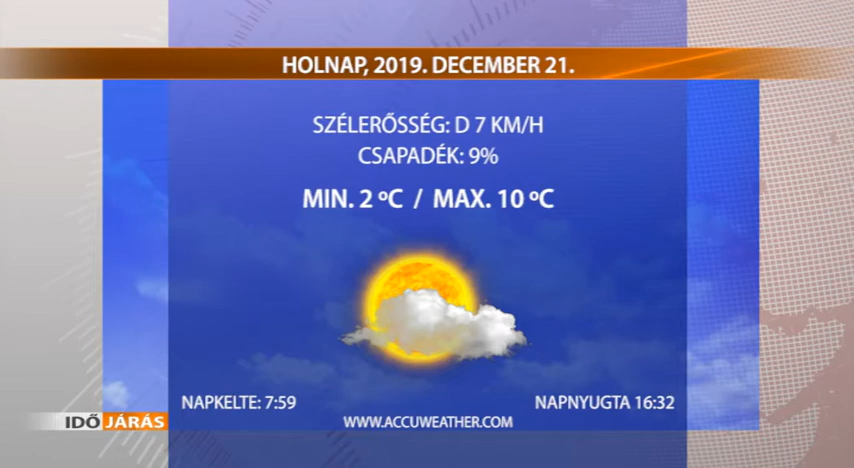 HOLNAP, 2019. DECEMBER 21.
SZÉLERŐSSÉG: D 7 KM/H
CSAPADÉK: 9%
MIN. 2 ºC / MAX. 10 ºC
NAPKELTE: 7:59
NAPNYUGTA 16:32
WWW.ACCUWEATHER.COM
IDŐJÁRÁS